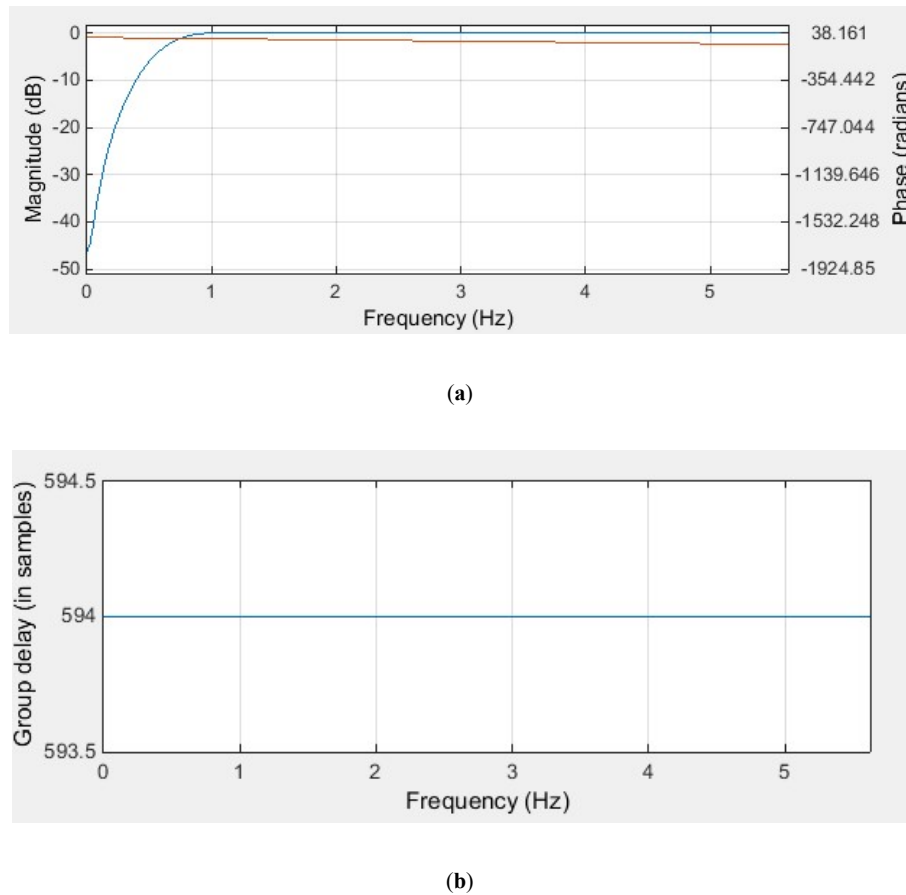 Magnitude (dB)
0
-10
-20
-30
-40
-50
38.161
-354.442
-747.044
-1139.646
-1532.248
-1924.85
Phase (radians)
0 1 2 3 4 5
Frequency (Hz)
(a)
Group delay (in samples)
594.5
594
593.5
0 1 2 3 4 5
Frequency (Hz)
(b)